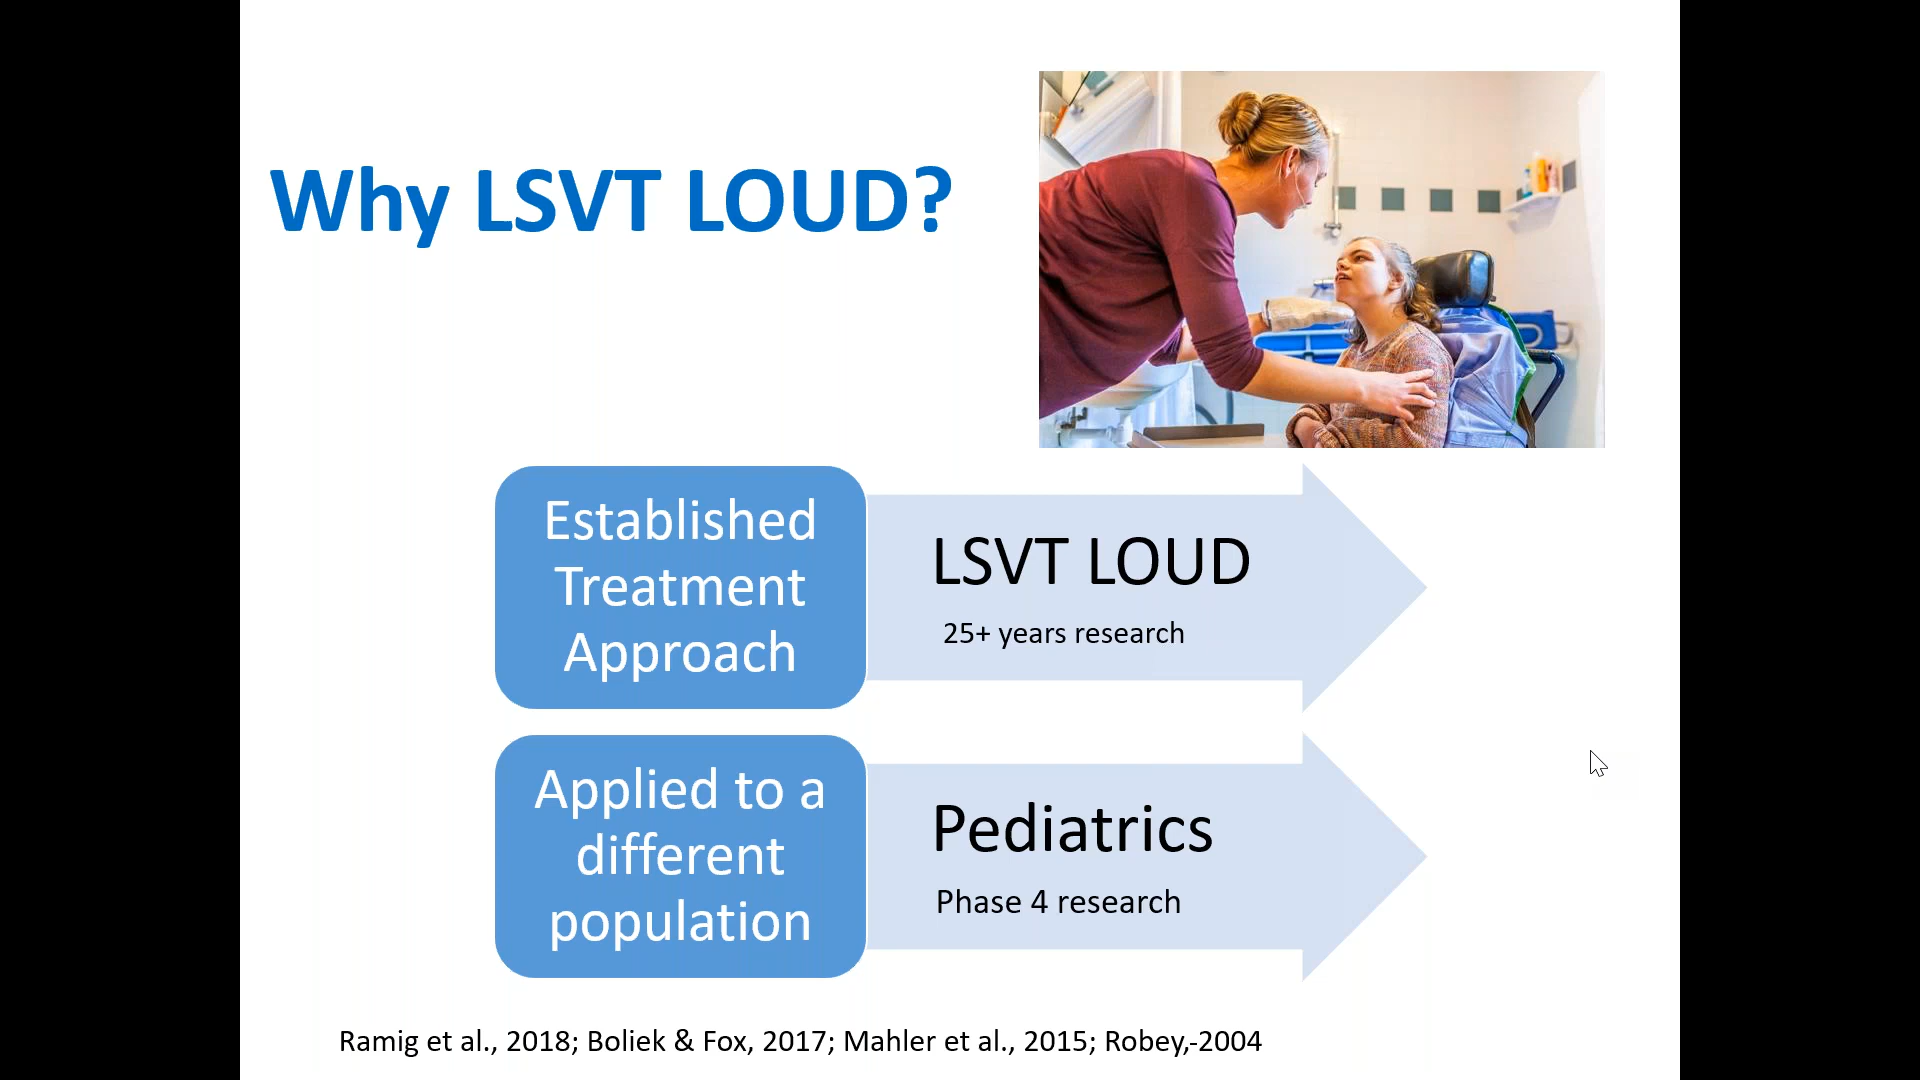 Why LSVT LOUD?
Established
Treatment
Approach
LSVT LOUD
25+ years research
Applied to a
different
population
Pediatrics
Phase 4 research
Ramig et al., 2018; Boliek & Fox, 2017; Mahler et al., 2015; Robey,-2004